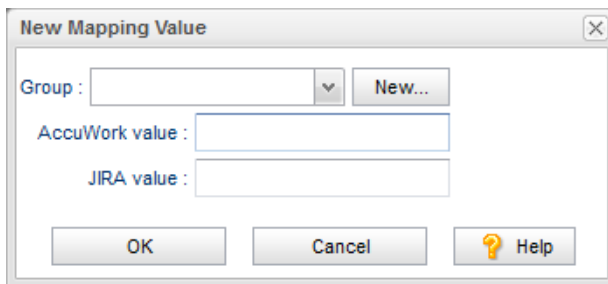 New Mapping Value
Group : New...
AccuWork value :
JIRA value :
OK Cancel Help